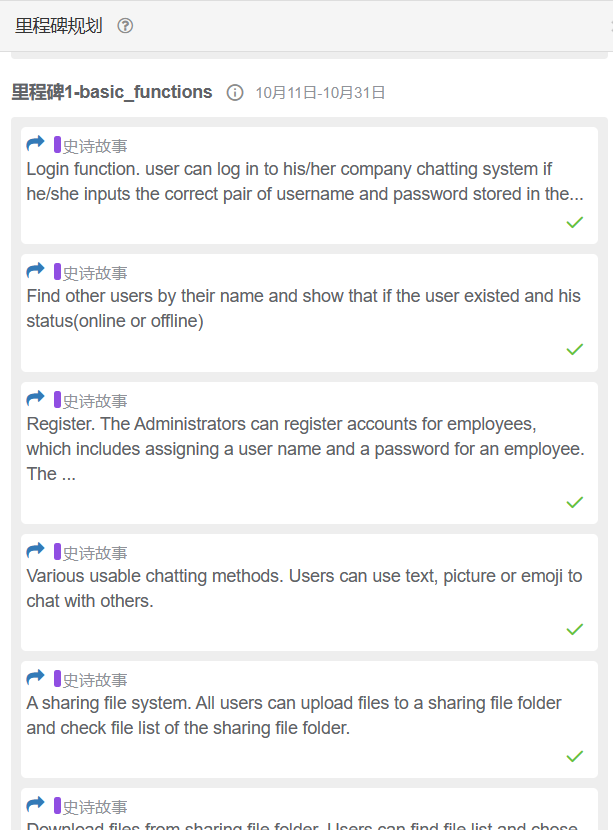 里程碑规划
里程碑1-basic_functions 10月11日-10月31日
史诗故事
Login function. user can log in to his/her company chatting system if
he/she inputs the correct pair of username and password stored in the...
史诗故事
Find other users by their name and show that if the user existed and his
status(online or offline)
史诗故事
Register. The Administrators can register accounts for employees,
which includes assigning a user name and a password for an employee.
The ...
史诗故事
Various usable chatting methods. Users can use text, picture or emoji to
chat with others.
史诗故事
A sharing file system. All users can upload files to a sharing file folder
and check file list of the sharing file folder.
史诗故事
Download files from sharing file folder. Users can find file list and chose